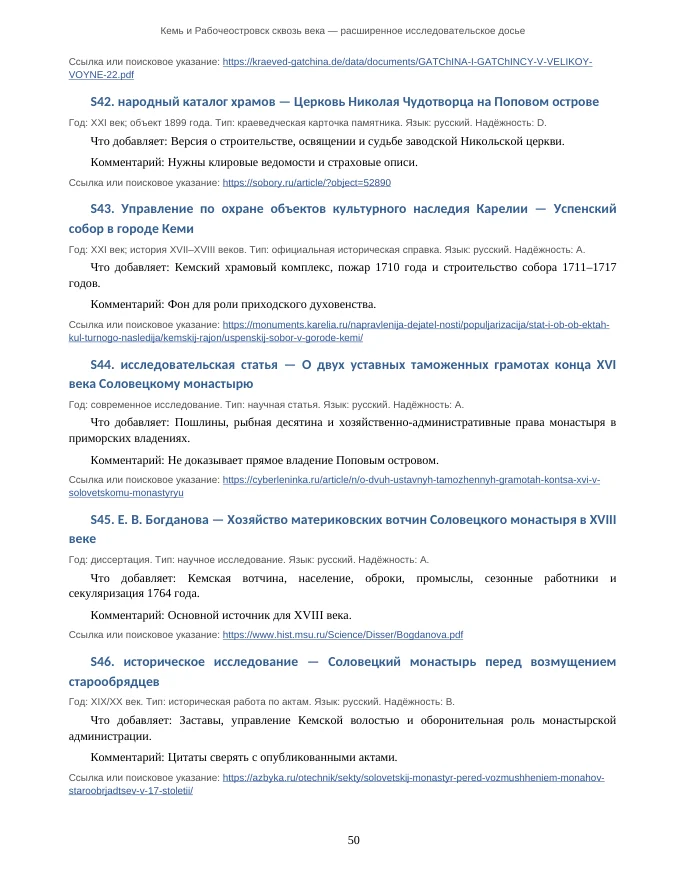 Кемь и Рабочеостровск сквозь века — расширенное исследовательское досье
Ссылка или поисковое указание: https://kraeved-gatchina.de/data/documents/GATChINA-I-GATChINCY-V-VELIKOY-
VOYNE-22.pdf
S42. народный каталог храмов — Церковь Николая Чудотворца на Поповом острове
Год: XXI век; объект 1899 года. Тип: краеведческая карточка памятника. Язык: русский. Надёжность: D.
Что добавляет: Версия о строительстве, освящении и судьбе заводской Никольской церкви.
Комментарий: Нужны клировые ведомости и страховые описи.
Ссылка или поисковое указание: https://sobory.ru/article/?object=52890
S43. Управление по охране объектов культурного наследия Карелии — Успенский
собор в городе Кеми
Год: XXI век; история XVII–XVIII веков. Тип: официальная историческая справка. Язык: русский. Надёжность: A.
Что добавляет: Кемский храмовый комплекс, пожар 1710 года и строительство собора 1711–1717
годов.
Комментарий: Фон для роли приходского духовенства.
Ссылка или поисковое указание: https://monuments.karelia.ru/napravlenija-dejatel-nosti/populjarizacija/stat-i-ob-ob-ektah-
kul-turnogo-nasledija/kemskij-rajon/uspenskij-sobor-v-gorode-kemi/
S44. исследовательская статья — О двух уставных таможенных грамотах конца XVI
века Соловецкому монастырю
Год: современное исследование. Тип: научная статья. Язык: русский. Надёжность: A.
Что добавляет: Пошлины, рыбная десятина и хозяйственно-административные права монастыря в
приморских владениях.
Комментарий: Не доказывает прямое владение Поповым островом.
Ссылка или поисковое указание: https://cyberleninka.ru/article/n/o-dvuh-ustavnyh-tamozhennyh-gramotah-kontsa-xvi-v-
solovetskomu-monastyryu
S45. Е. В. Богданова — Хозяйство материковских вотчин Соловецкого монастыря в XVIII
веке
Год: диссертация. Тип: научное исследование. Язык: русский. Надёжность: A.
Что добавляет: Кемская вотчина, население, оброки, промыслы, сезонные работники и
секуляризация 1764 года.
Комментарий: Основной источник для XVIII века.
Ссылка или поисковое указание: https://www.hist.msu.ru/Science/Disser/Bogdanova.pdf
S46. историческое исследование — Соловецкий монастырь перед возмущением
старообрядцев
Год: XIX/XX век. Тип: историческая работа по актам. Язык: русский. Надёжность: B.
Что добавляет: Заставы, управление Кемской волостью и оборонительная роль монастырской
администрации.
Комментарий: Цитаты сверять с опубликованными актами.
Ссылка или поисковое указание: https://azbyka.ru/otechnik/sekty/solovetskij-monastyr-pered-vozmushheniem-monahov-
staroobrjadtsev-v-17-stoletii/
50